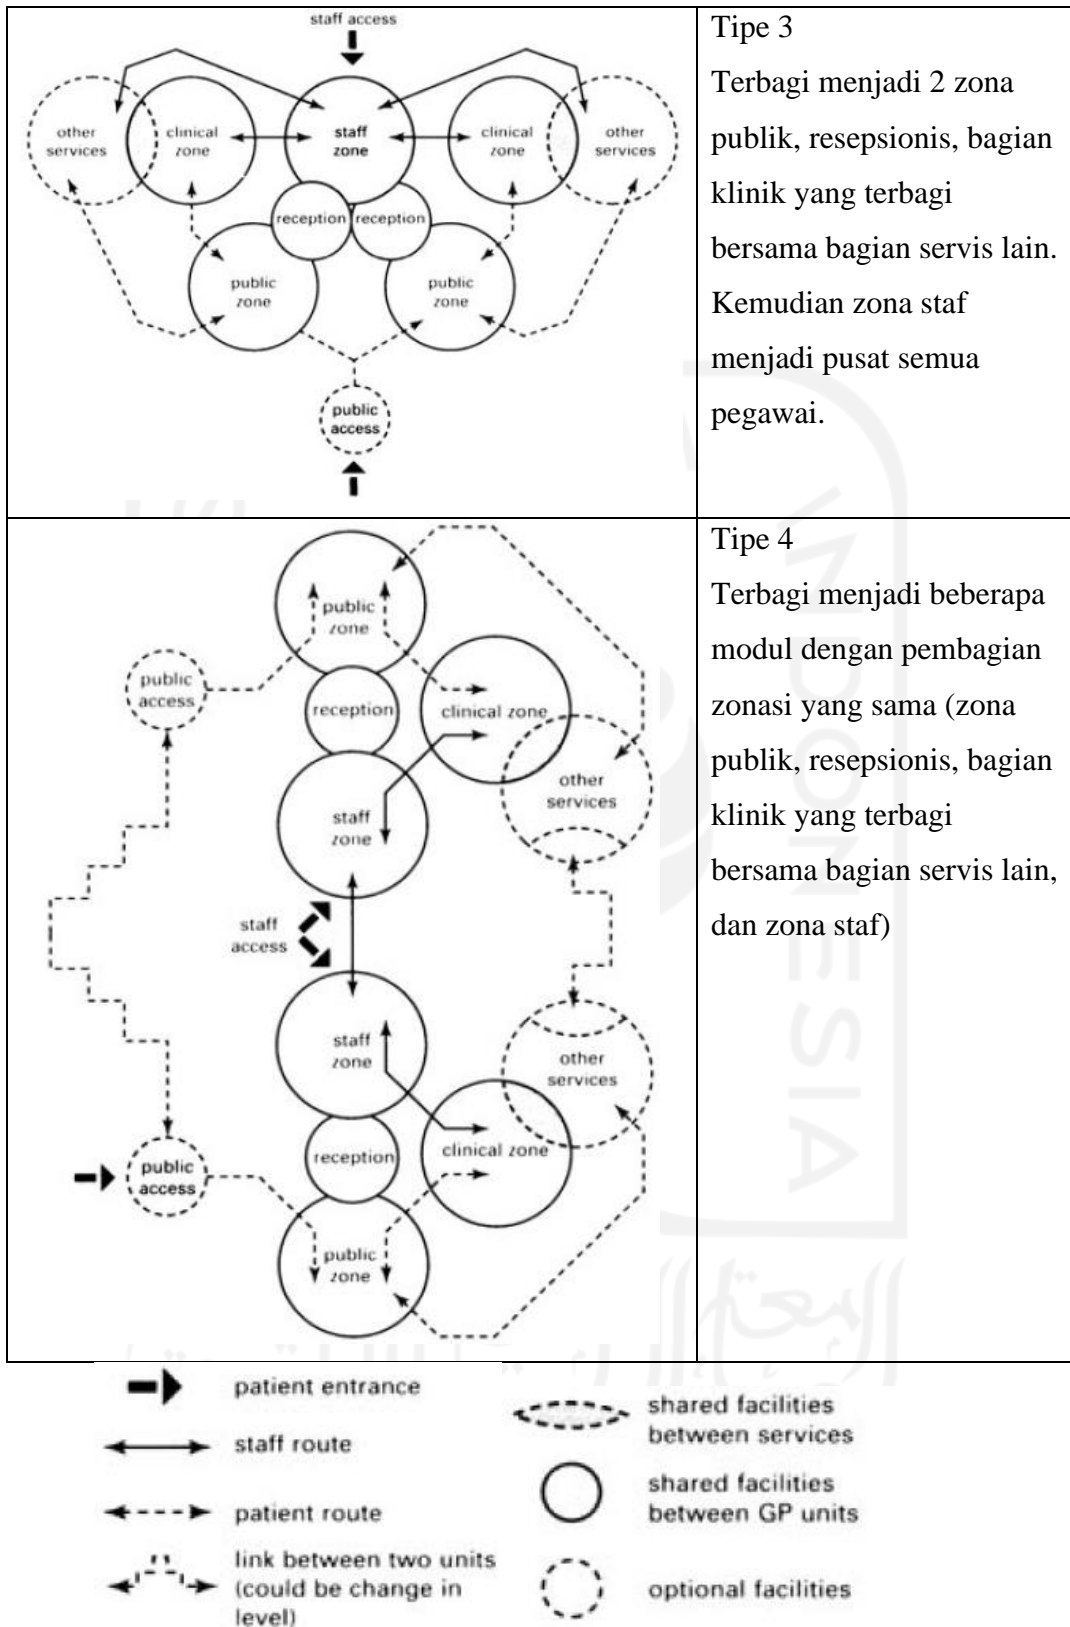 staff access
other
services
clinical
zone
staff
zone
clinical
zone
other
services
reception
reception
public
zone
public
zone
public
access
Tipe 3
Terbagi menjadi 2 zona
publik, resepsionis, bagian
klinik yang terbagi
bersama bagian servis lain.
Kemudian zona staf
menjadi pusat semua
pegawai.
public
zone
public
access
reception
clinical zone
other
services
staff
zone
staff
access
staff
zone
other
services
public
access
reception
clinical zone
public
zone
Tipe 4
Terbagi menjadi beberapa
modul dengan pembagian
zonasi yang sama (zona
publik, resepsionis, bagian
klinik yang terbagi
bersama bagian servis lain,
dan zona staf)
INDONESIA
patient entrance
staff route
patient route
link between two units
(could be change in
level)
shared facilities
between services
shared facilities
between GP units
optional facilities